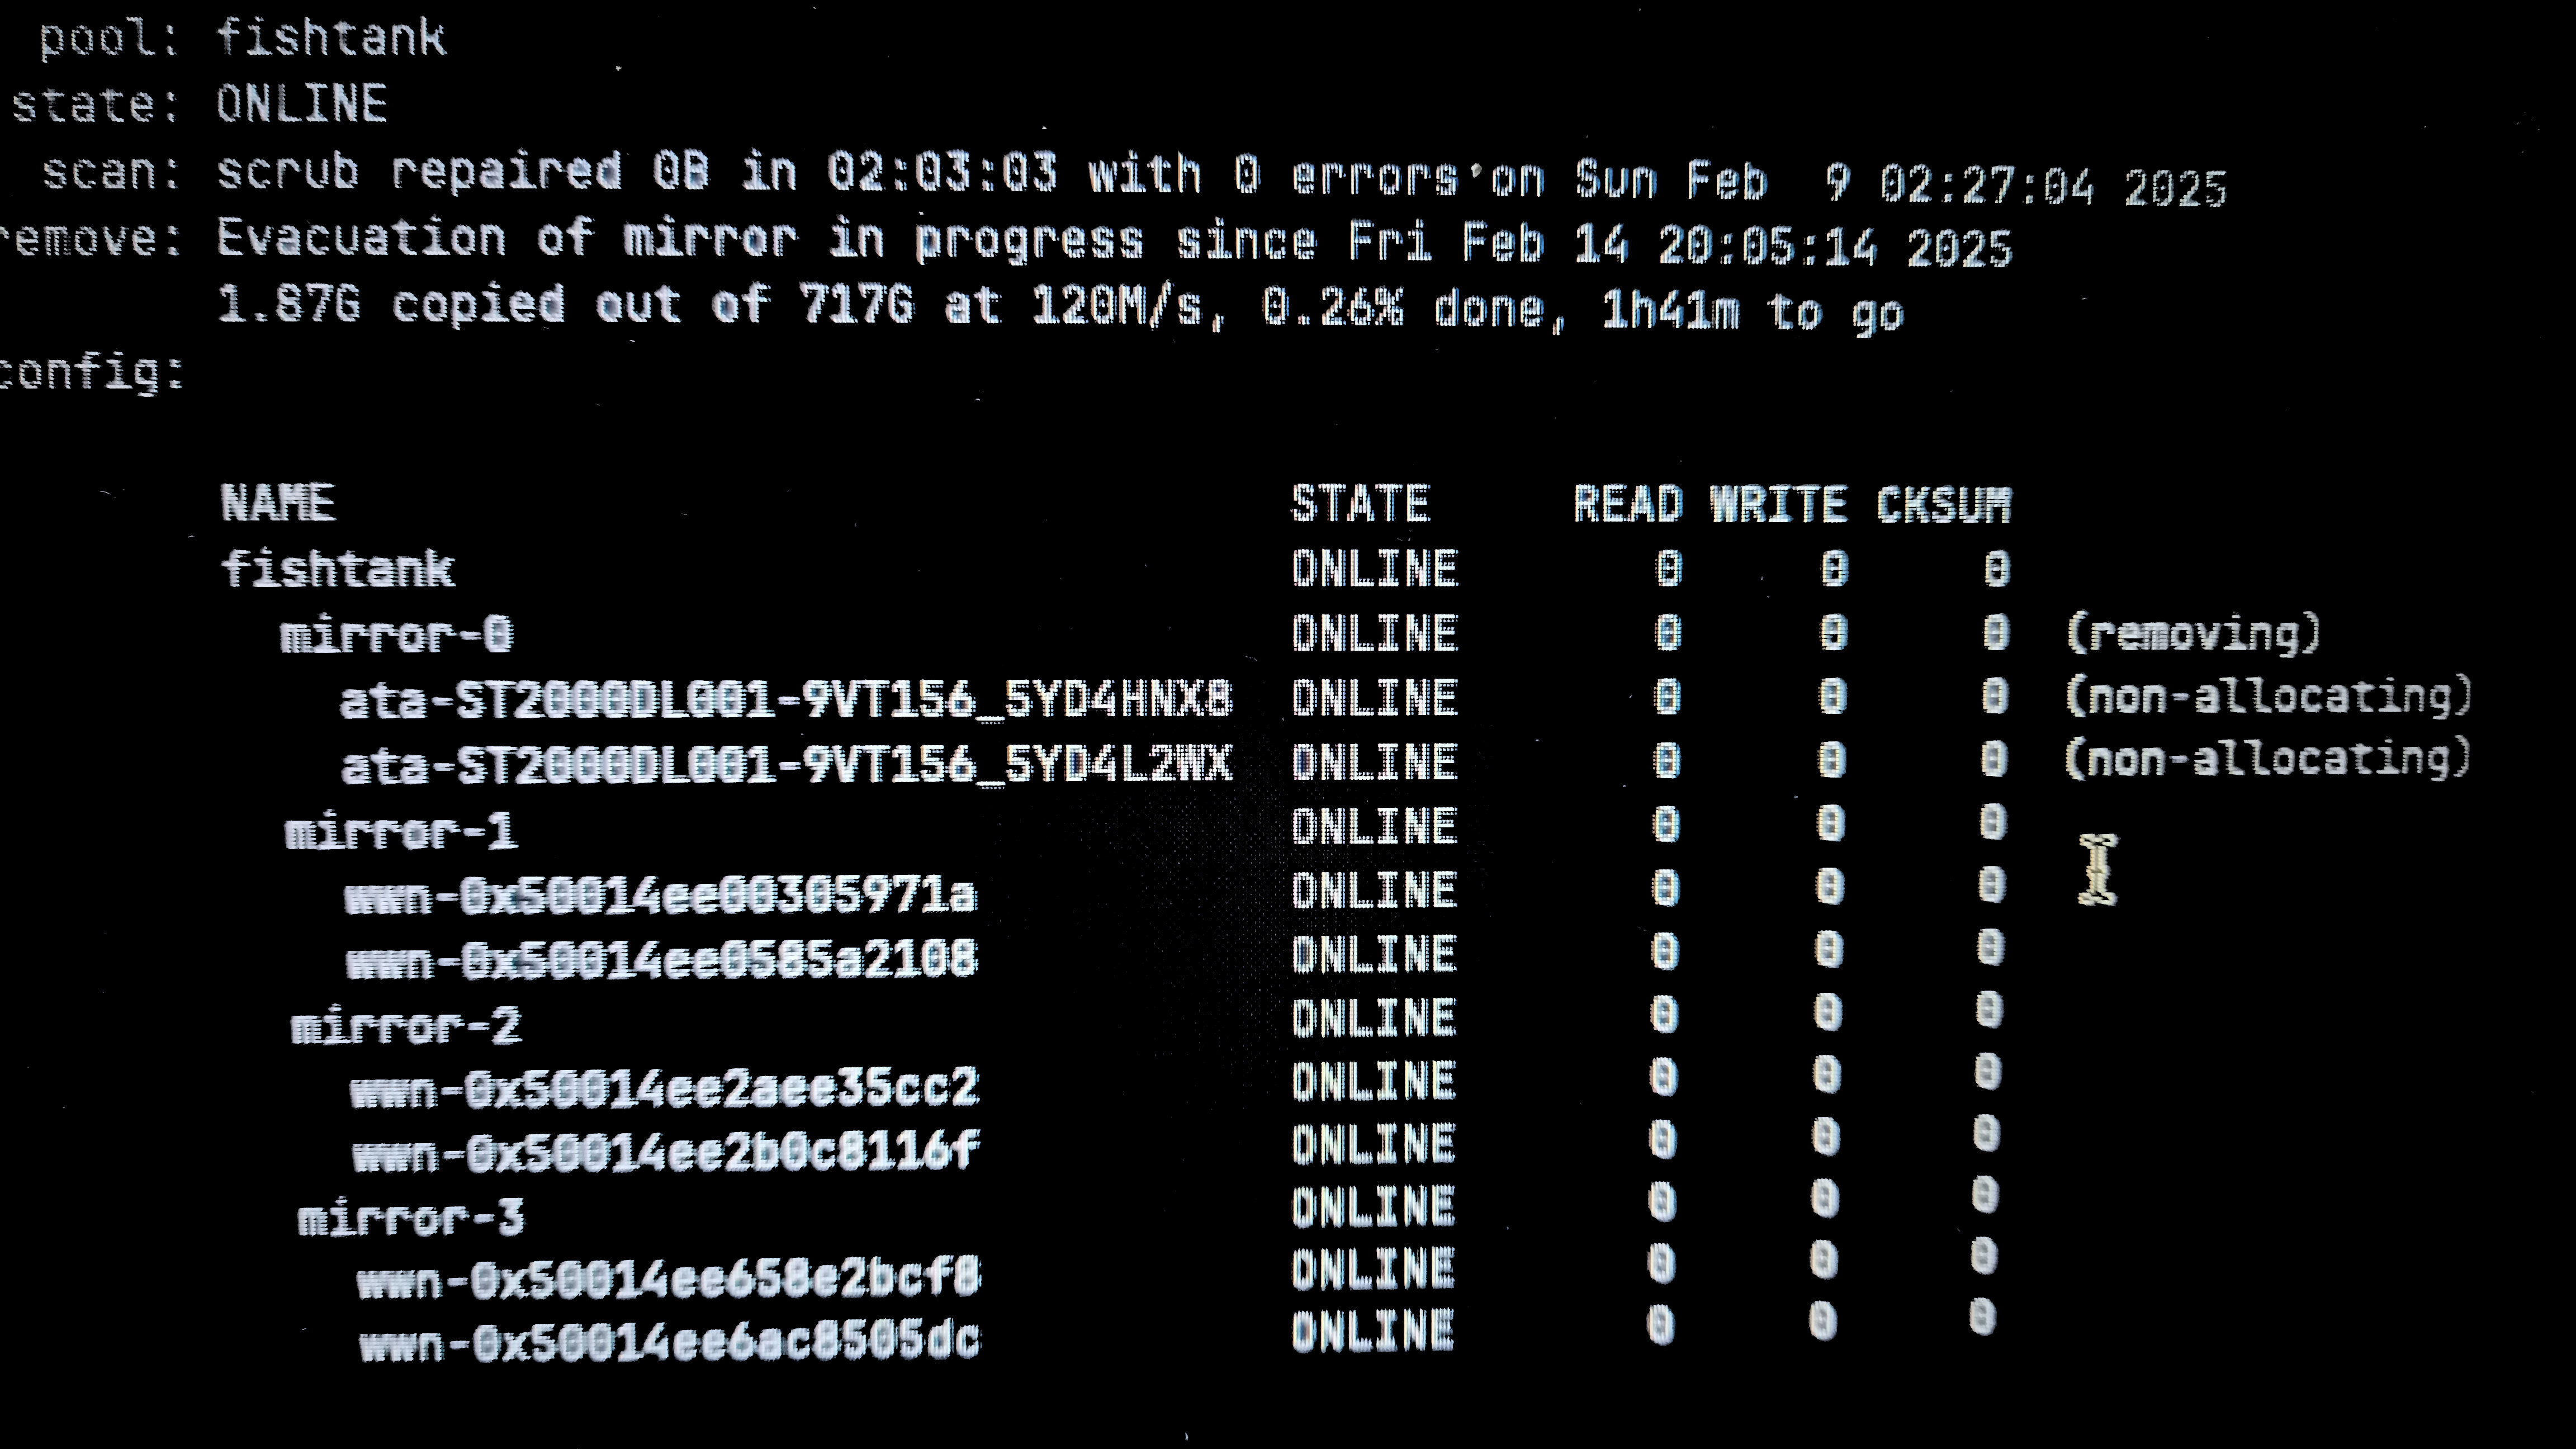 pool: fishtank
state: ONLINE
scan: scrub repaired 0B in 02:03:03 with 0 errors on Sun Feb  9 02:27:04 2025
remove: Evacuation of mirror in progress since Fri Feb 14 20:05:14 2025
1.87G copied out of 717G at 120M/s, 0.26% done, 1h41m to go
config:
NAME STATE READ WRITE CKSUM
fishtank ONLINE 0 0 0
mirror-0 ONLINE 0 0 0 (removing)
ata-ST2000DL001-9VT156_5YD4HNX8 ONLINE 0 0 0 (non-allocating)
ata-ST2000DL001-9VT156_5YD4L2WX ONLINE 0 0 0 (non-allocating)
mirror-1 ONLINE 0 0 0
wwn-0x50014ee00305971a ONLINE 0 0 0
wwn-0x50014ee0585a2108 ONLINE 0 0 0
mirror-2 ONLINE 0 0 0
wwn-0x50014ee2aee35cc2 ONLINE 0 0 0
wwn-0x50014ee2b0c8116f ONLINE 0 0 0
mirror-3 ONLINE 0 0 0
wwn-0x50014ee658e2bcf8 ONLINE 0 0 0
wwn-0x50014ee6ac8505dc ONLINE 0 0 0